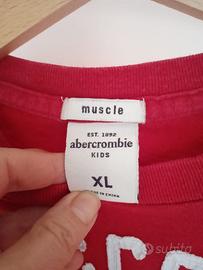 muscle
EST. 1892
abercrombie
KIDS
XL
MADE IN CHINA
subito